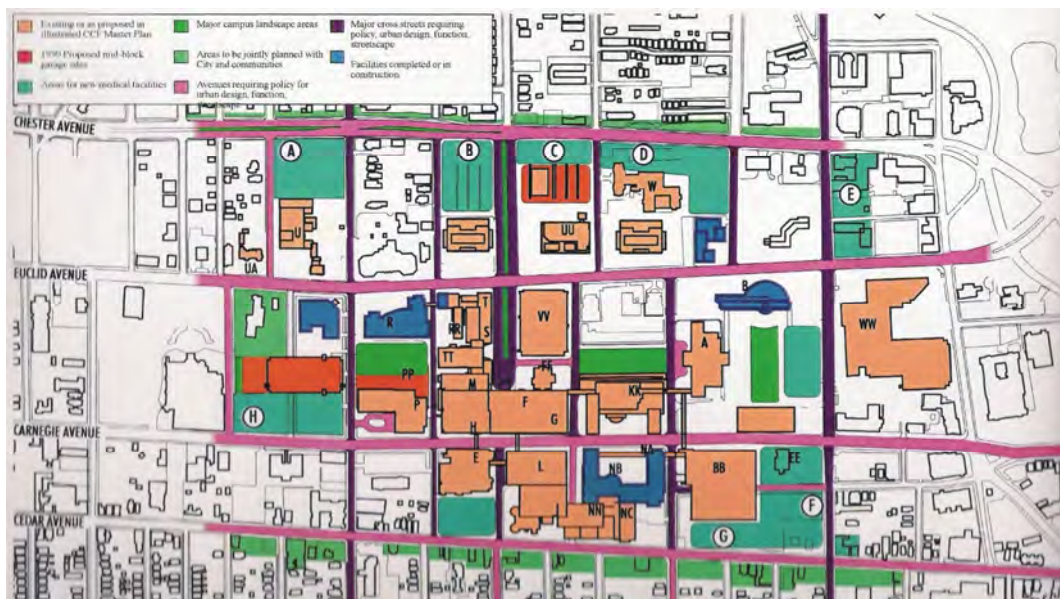 Existing or as proposed in
illustrated CCF Master Plan
1990 Proposed mid-block
garage sites
Areas for new medical facilities
Major campus landscape areas
Areas to be jointly planned with
City and communities
Avenues requiring policy for
urban design, function,
Major cross streets requiring
policy, urban design, function,
streetscape
Facilities completed or in
construction
CHESTER AVENUE
A
B
C
D
E
W
U
UU
UA
EUCLID AVENUE
B
R
RR
T
S
VV
WW
A
TT
FF
PP
M
KK
P
F
G
H
H
CARNEGIE AVENUE
E
L
NA
NB
BB
EE
NN
NC
F
G
CEDAR AVENUE